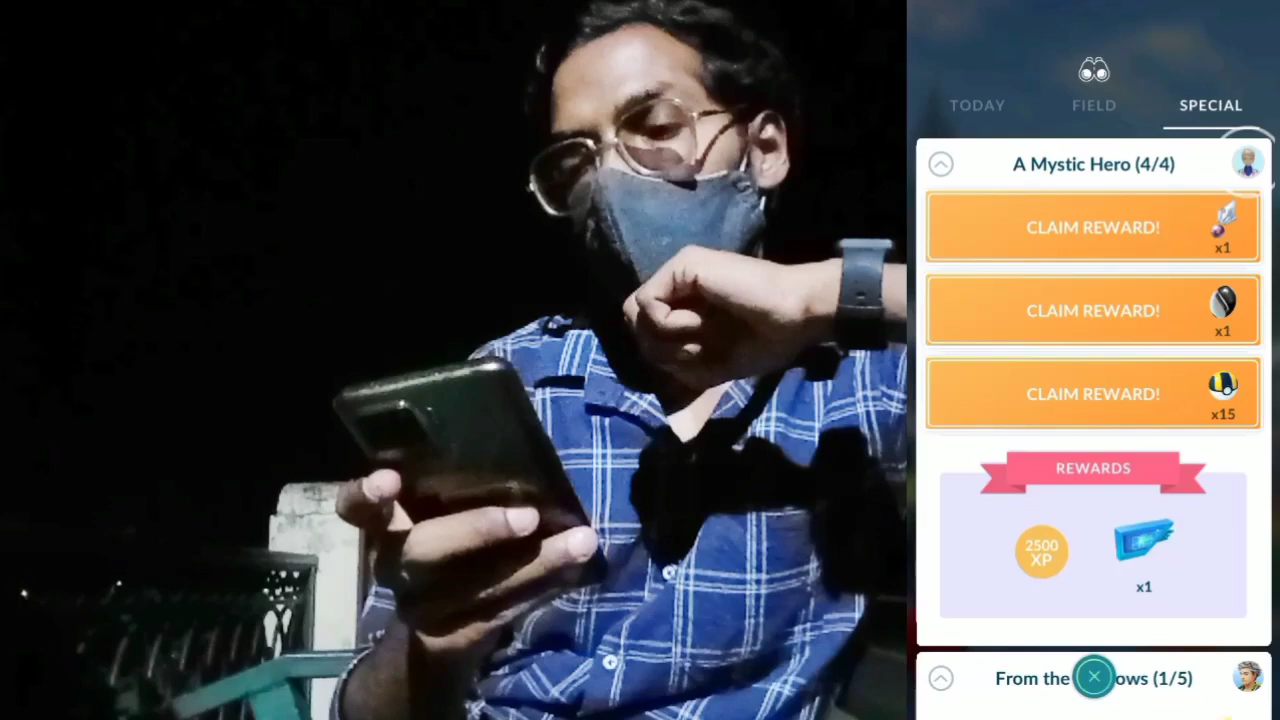 TODAY
FIELD
SPECIAL
A Mystic Hero (4/4)
CLAIM REWARD!
x1
CLAIM REWARD!
x1
CLAIM REWARD!
x15
REWARDS
2500
XP
x1
From the ows (1/5)